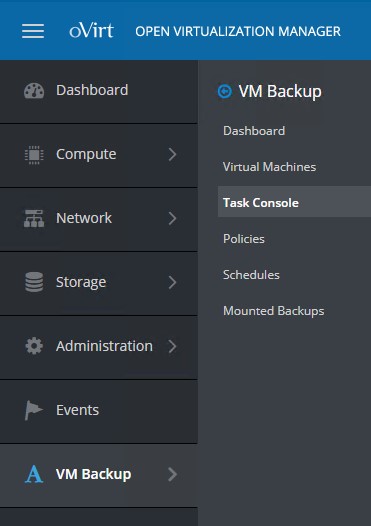 oVirt OPEN VIRTUALIZATION MANAGER
Dashboard
Compute
Network
Storage
Administration
Events
A VM Backup
VM Backup
Dashboard
Virtual Machines
Task Console
Policies
Schedules
Mounted Backups